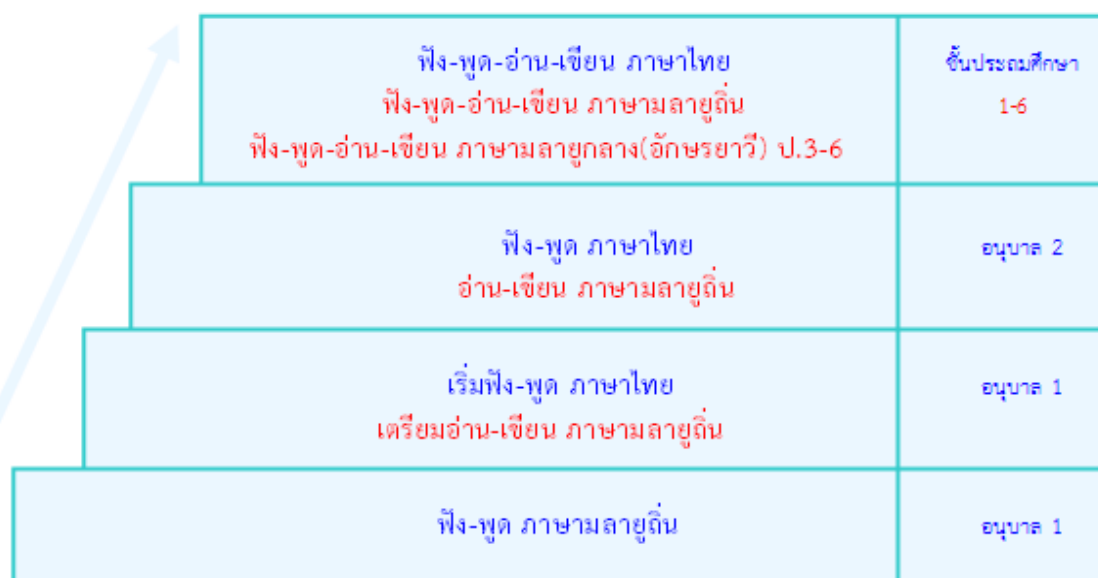 ฟัง-พูด-อ่าน-เขียน ภาษาไทย
ฟัง-พูด-อ่าน-เขียน ภาษามลายูถิ่น
ฟัง-พูด-อ่าน-เขียน ภาษามลายูกลาง(อักษรยาวี) ป.3-6
ชั้นประถมศึกษา
1-6
ฟัง-พูด ภาษาไทย
อ่าน-เขียน ภาษามลายูถิ่น
อนุบาล 2
เริ่มฟัง-พูด ภาษาไทย
เตรียมอ่าน-เขียน ภาษามลายูถิ่น
อนุบาล 1
ฟัง-พูด ภาษามลายูถิ่น
อนุบาล 1